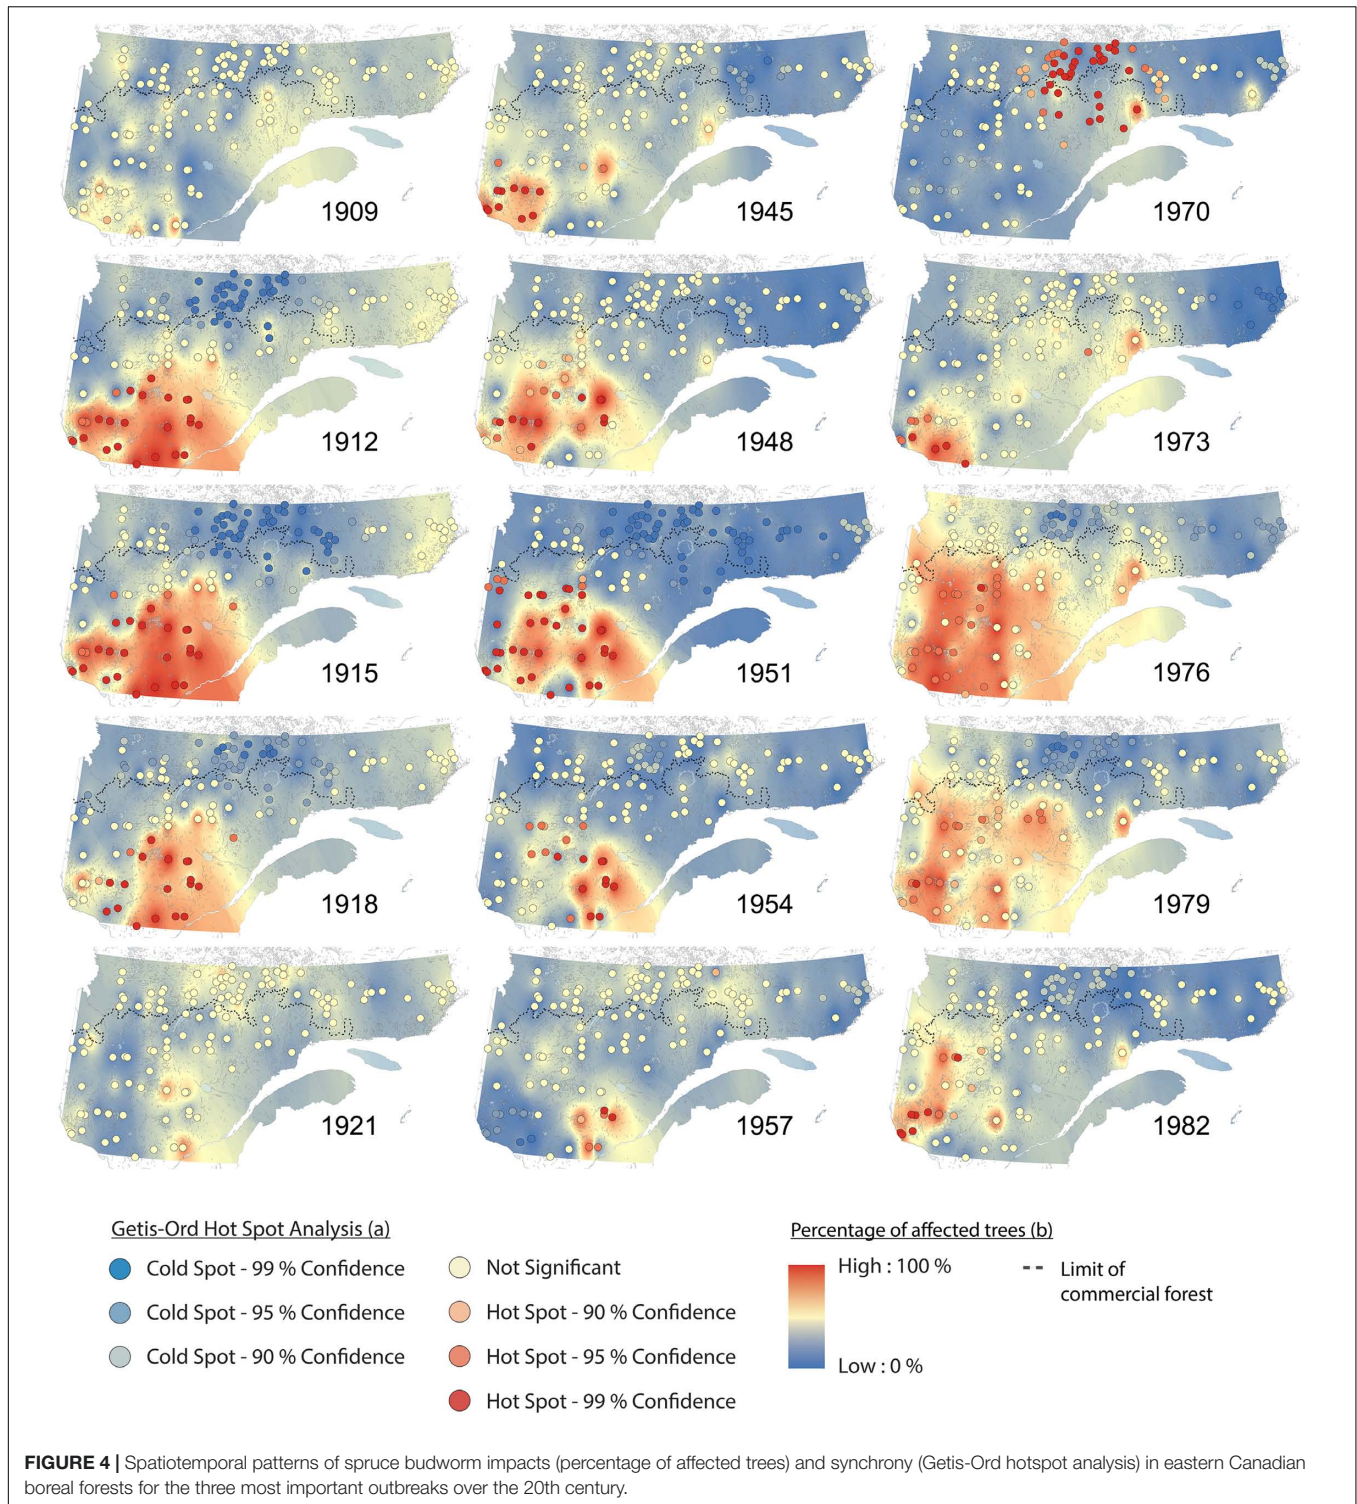 1909
1945
1970
1912
1948
1973
1915
1951
1976
1918
1954
1979
1921
1957
1982
Getis-Ord Hot Spot Analysis (a)
Cold Spot - 99 % Confidence
Cold Spot - 95 % Confidence
Cold Spot - 90 % Confidence
Not Significant
Hot Spot - 90 % Confidence
Hot Spot - 95 % Confidence
Hot Spot - 99 % Confidence
Percentage of affected trees (b)
High : 100 %
Low : 0 %
Limit of
commercial forest
FIGURE 4 | Spatiotemporal patterns of spruce budworm impacts (percentage of affected trees) and synchrony (Getis-Ord hotspot analysis) in eastern Canadian
boreal forests for the three most important outbreaks over the 20th century.